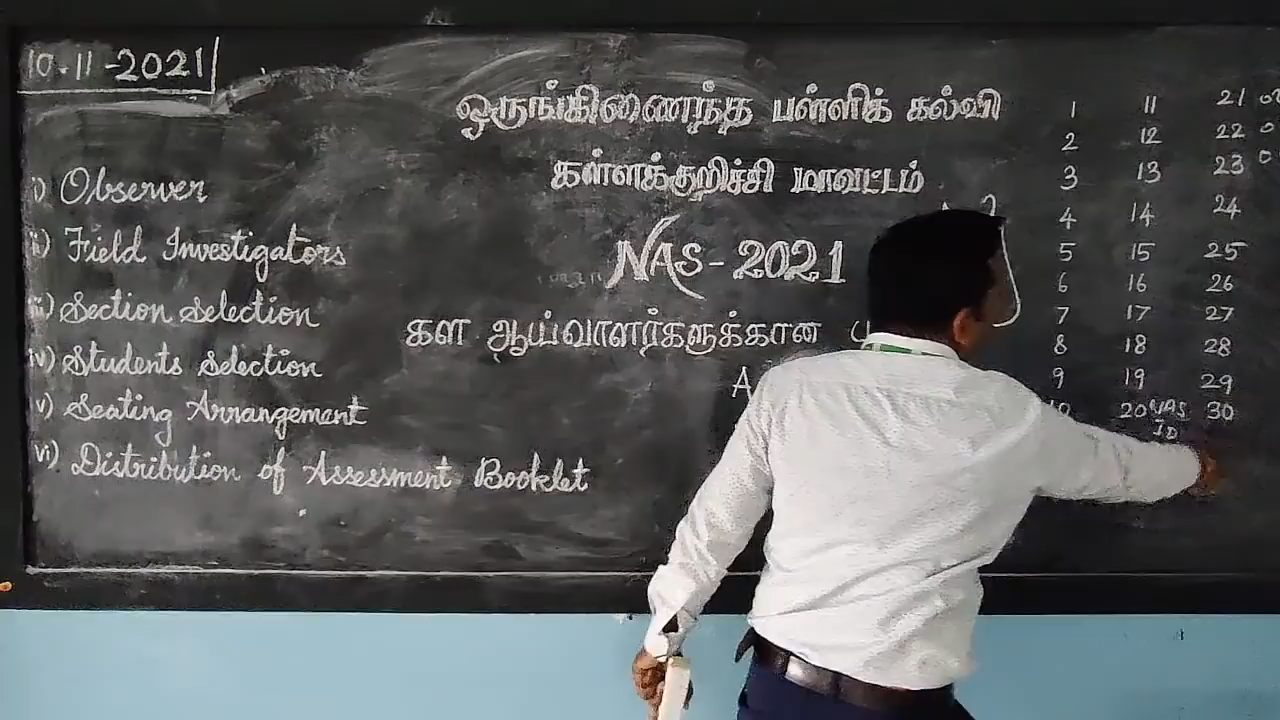 10-11-2021
ஒருங்கிணைந்த பள்ளிக் கல்வி
கள்ளக்குறிச்சி மாவட்டம்
NAS-2021
கள ஆய்வாளர்களுக்கான
i) Observer
ii) Field Investigators
iii) Section Selection
iv) Students Selection
v) Seating Arrangement
vi) Distribution of Assessment Booklet
1 11 21
2 12 22
3 13 23
4 14 24
5 15 25
6 16 26
7 17 27
8 18 28
9 19 29
10 20 NAS 30
ID